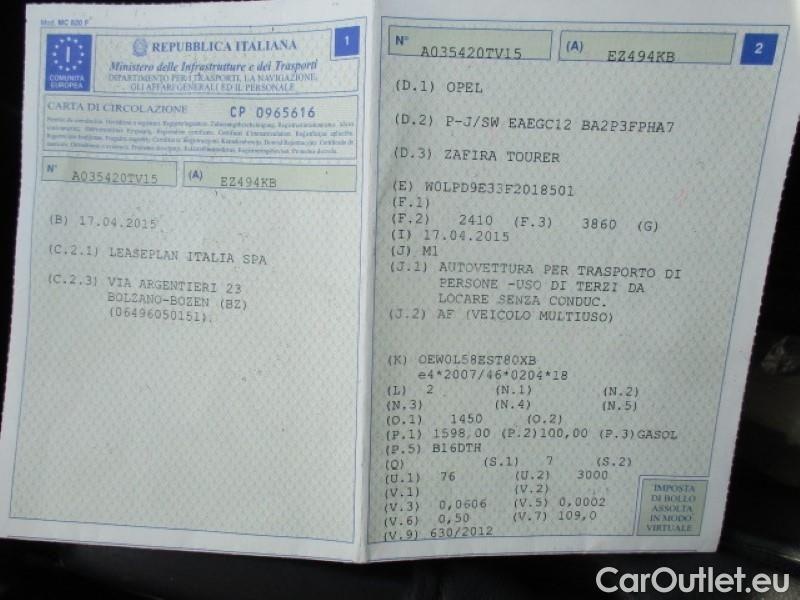 Mod. MC 820 F
I
COMUNITÀ
EUROPEA
REPUBBLICA ITALIANA
1
Ministero delle Infrastrutture e dei Trasporti
DIPARTIMENTO PER I TRASPORTI, LA NAVIGAZIONE,
GLI AFFARI GENERALI ED IL PERSONALE
CARTA DI CIRCOLAZIONE CP 0965616
N° A035420TV15 (A) EZ494KB
(B) 17.04.2015
(C.2.1) LEASEPLAN ITALIA SPA
(C.2.3) VIA ARGENTIERI 23
BOLZANO-BOZEN (BZ)
(06496050151).
N° A035420TV15 (A) EZ494KB
2
(D.1) OPEL
(D.2) P-J/SW EAEGC12 BA2P3FPHA7
(D.3) ZAFIRA TOURER
(E) W0LPD9E33F2018501
(F.1)
(F.2) 2410 (F.3) 3860 (G)
(I) 17.04.2015
(J) M1
(J.1) AUTOVETTURA PER TRASPORTO DI
PERSONE -USO DI TERZI DA
LOCARE SENZA CONDUC.
(J.2) AF (VEICOLO MULTIUSO)
(K) OEW0L58EST80XB
e4*2007/46*0204*18
(L) 2 (N.1) (N.2)
(N.3) (N.4) (N.5)
(O.1) 1450 (O.2)
(P.1) 1598,00 (P.2)100,00 (P.3)GASOL
(P.5) B16DTH
(Q) (S.1) 7 (S.2)
(U.1) 76 (U.2) 3000
(V.1) (V.2)
(V.3) 0,0606 (V.5) 0,0002
(V.6) 0,50 (V.7) 109,0
(V.9) 630/2012
IMPOSTA
DI BOLLO
ASSOLTA
IN MODO
VIRTUALE
CarOutlet.eu